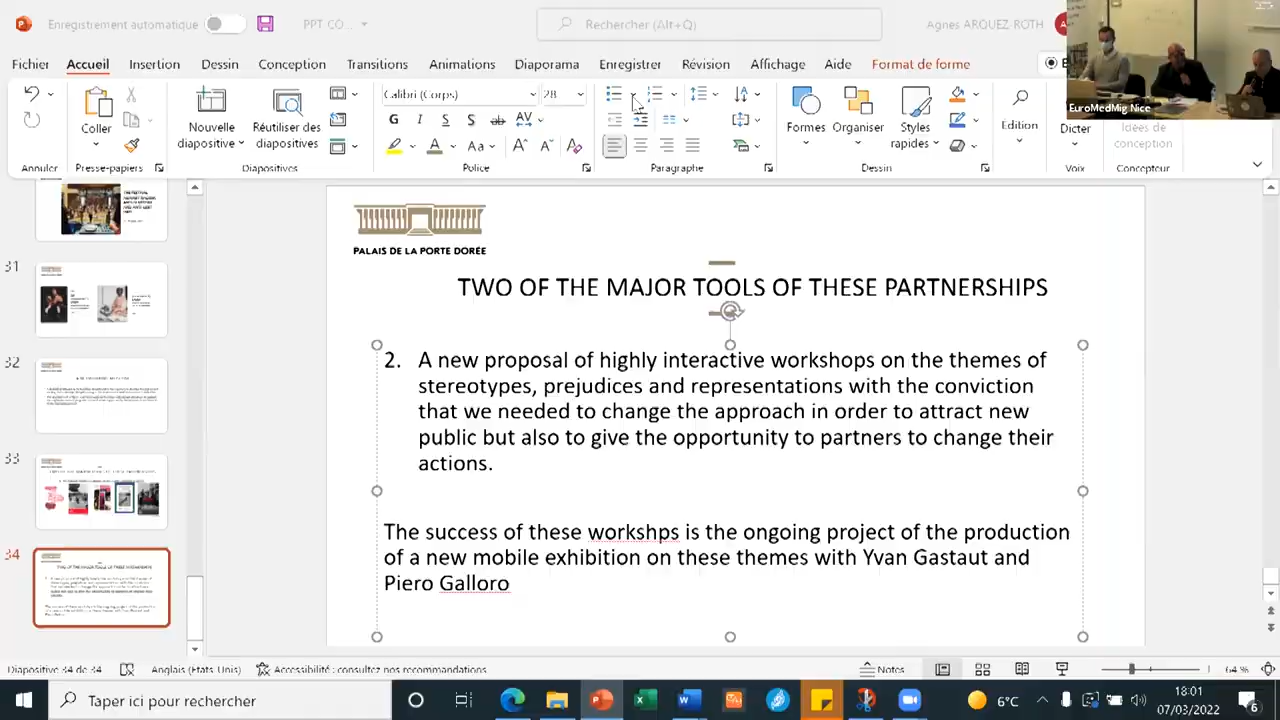 Enregistrement automatique
PPT CO
Rechercher (Alt+Q)
Agnes ARQUEZ ROTH
Fichier Accueil Insertion Dessin Conception Transitions Animations Diaporama Enregistrer Révision Affichage Aide Format de forme
EuroMedMig Nice
Calibri (Corps) 28
Coller
Nouvelle diapositive
Réutiliser des diapositives
Formes
Organiser
Styles rapides
Edition
Dicter
Idées de conception
Annuler Presse-papiers Diapositives Police Paragraphe Dessin Voix Concepteur
31
32
33
34
PALAIS DE LA PORTE DORÉE
TWO OF THE MAJOR TOOLS OF THESE PARTNERSHIPS
2. A new proposal of highly interactive workshops on the themes of
stereotypes, prejudices and representations with the conviction
that we needed to change the approach in order to attract new
public but also to give the opportunity to partners to change their
actions.
The success of these workshps is the ongoing project of the production
of a new mobile exhibition on these themes with Yvan Gastaut and
Piero Galloro
Diapositive 34 de 34 Anglais (États-Unis) Accessibilité : consultez nos recommandations Notes 64 %
Taper ici pour rechercher
6°C
18:01
07/03/2022
6